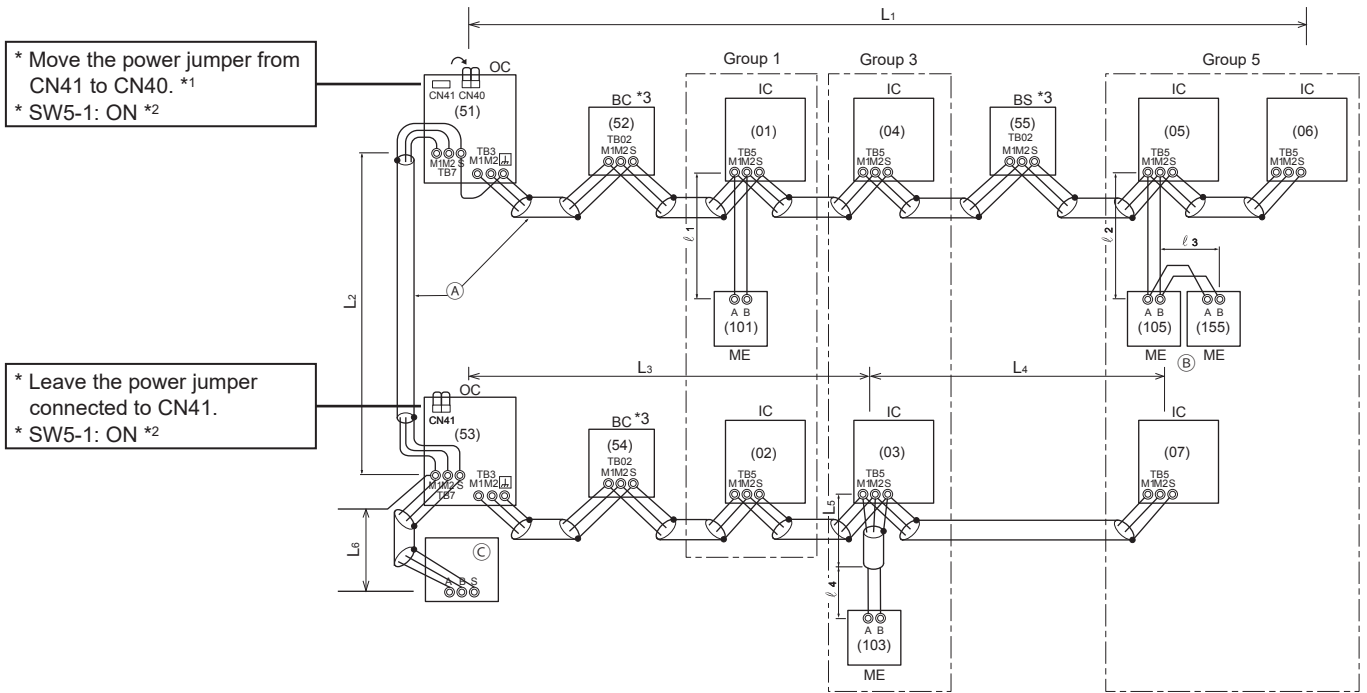 L1
* Move the power jumper from
CN41 to CN40. *1
* SW5-1: ON *2
OC
CN41 CN40
(51)
TB3
M1M2 S
TB7
M1M2
BC *3
(52)
TB02
M1M2S
Group 1
IC
(01)
TB5
M1M2S
Group 3
IC
(04)
TB5
M1M2S
BS *3
(55)
TB02
M1M2S
Group 5
IC
(05)
TB5
M1M2S
IC
(06)
TB5
M1M2S
L2
A
ℓ 1
A B
(101)
ME
ℓ 2
ℓ 3
A B
(105)
ME
B
A B
(155)
ME
L3
L4
* Leave the power jumper
connected to CN41.
* SW5-1: ON *2
OC
CN41
(53)
TB3
M1M2 S
TB7
M1M2
BC *3
(54)
TB02
M1M2S
IC
(02)
TB5
M1M2S
IC
(03)
TB5
M1M2S
IC
(07)
TB5
M1M2S
L5
ℓ 4
L6
C
A B S
A B
(103)
ME